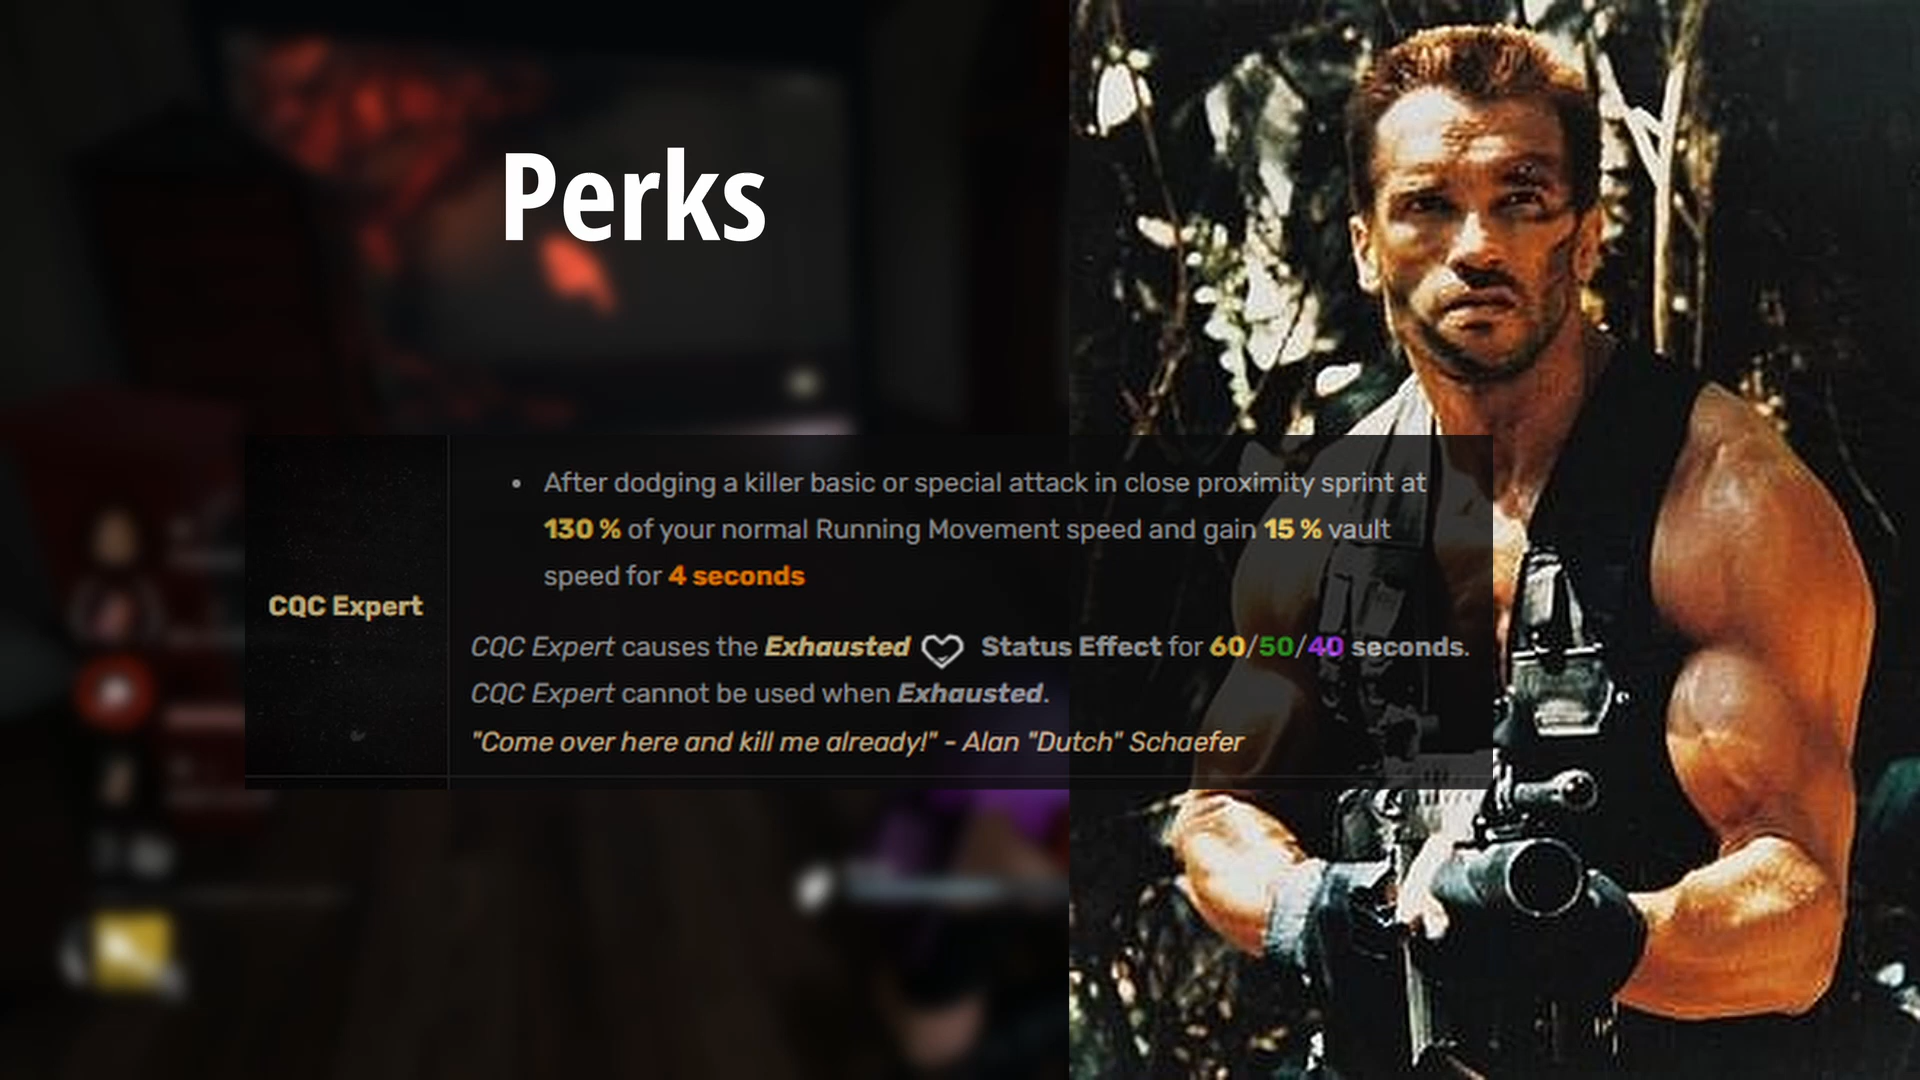 Perks
CQC Expert
• After dodging a killer basic or special attack in close proximity sprint at
130 % of your normal Running Movement speed and gain 15 % vault
speed for 4 seconds
CQC Expert causes the Exhausted Status Effect for 60/50/40 seconds.
CQC Expert cannot be used when Exhausted.
"Come over here and kill me already!" - Alan "Dutch" Schaefer